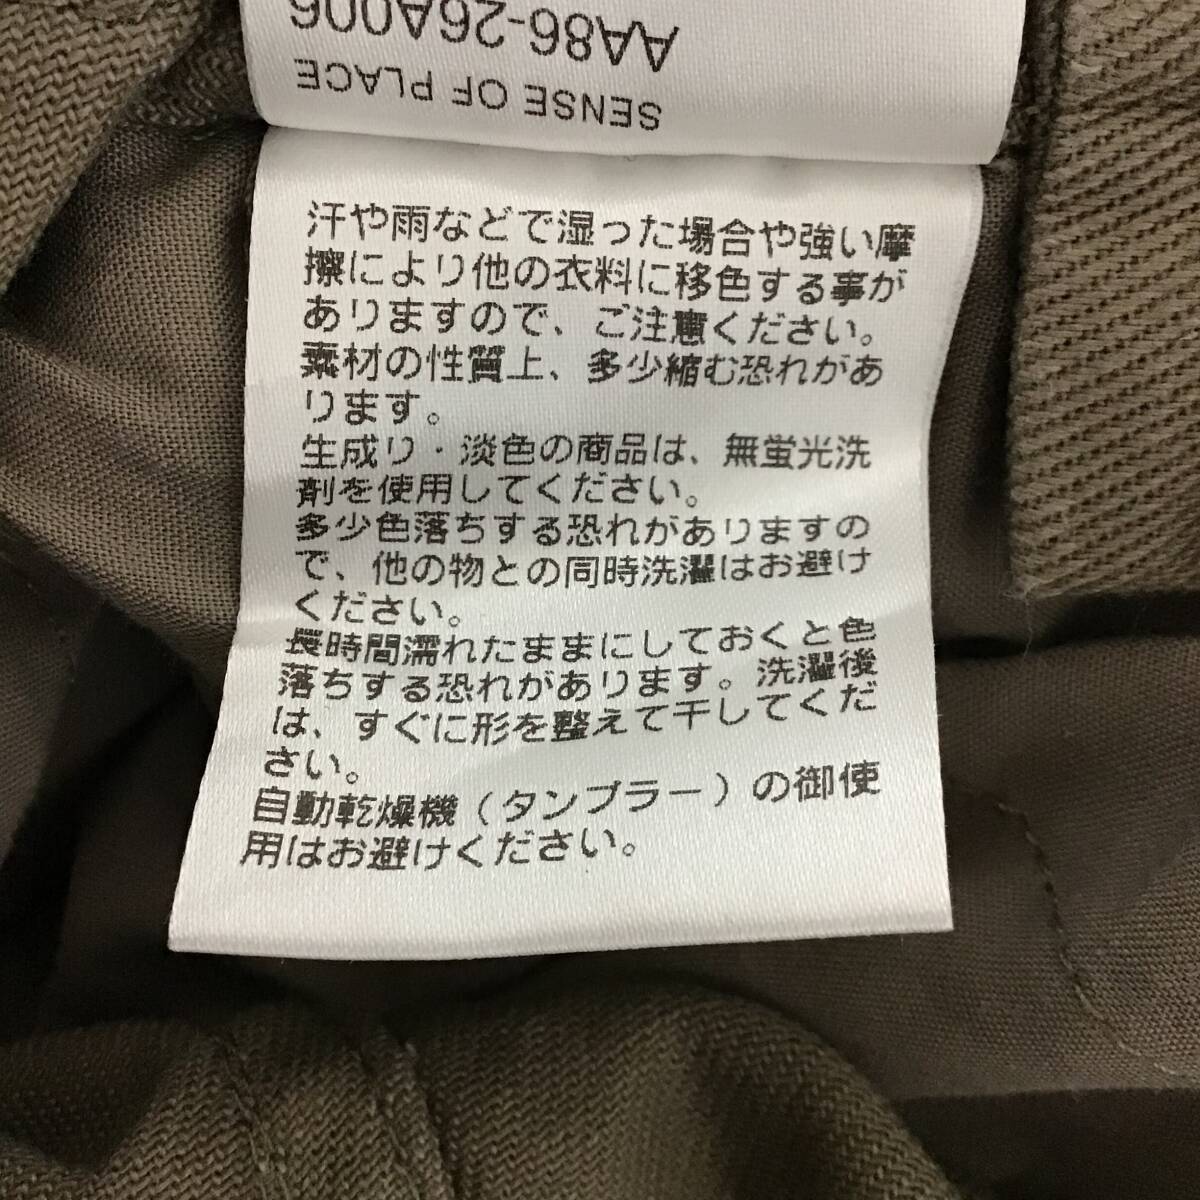 AA86-26A006
SENSE OF PLACE
汗や雨などで湿った場合や強い摩
擦により他の衣料に移色する事が
ありますので、ご注意ください。
素材の性質上、多少縮む恐れがあ
ります。
生成り・淡色の商品は、無蛍光洗
剤を使用してください。
多少色落ちする恐れがありますの
で、他の物との同時洗濯はお避け
ください。
長時間濡れたままにしておくと色
落ちする恐れがあります。洗濯後
は、すぐに形を整えて干してくだ
さい。
自動乾燥機(タンブラー)の御使
用はお避けください。